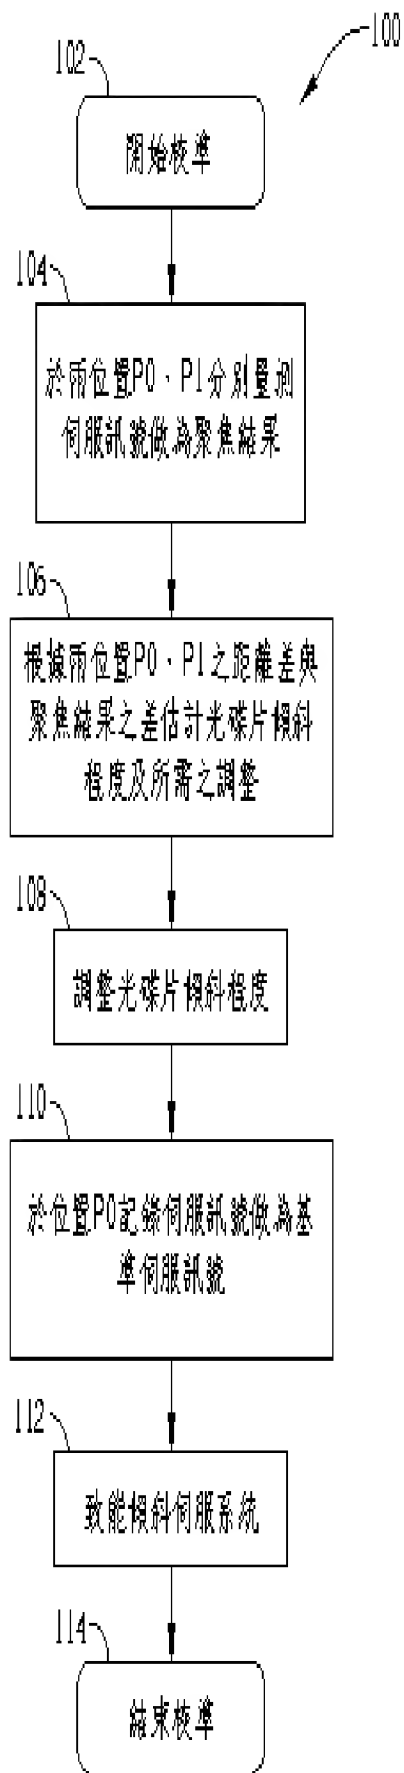 100
102
開始校準
104
於兩位置P0、P1分別量測
伺服訊號做為聚焦結果
106
根據兩位置P0、P1之距離差與
聚焦結果之差估計光碟片傾斜
程度及所需之調整
108
調整光碟片傾斜程度
110
於位置P0記錄伺服訊號做為基
準伺服訊號
112
致能傾斜伺服系統
114
結束校準